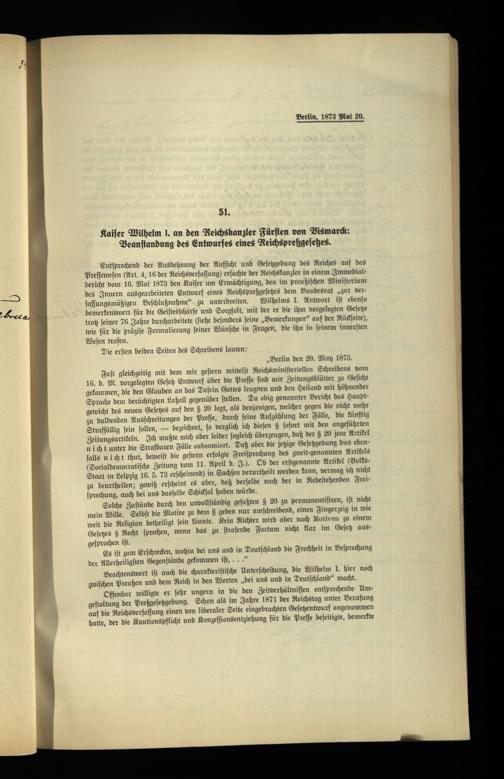 Berlin, 1873 Mai 20.
51.
Kaiser Wilhelm I. an den Reichskanzler Fürsten von Bismarck:
Beanstandung des Entwurfes eines Reichspreßgesetzes.
Entsprechend der Ausdehnung der Aufsicht und Gesetzgebung des Reiches auf das
Pressewesen (Art. 4, 16 der Reichsverfassung) ersuchte der Reichskanzler in einem Immediat-
bericht vom 16. Mai 1873 den Kaiser um Ermächtigung, den im preußischen Ministerium
des Innern ausgearbeiteten Entwurf eines Reichspreßgesetzes dem Bundesrat „zur ver-
fassungsmäßigen Beschlußnahme“ zu unterbreiten. Wilhelms I. Antwort ist ebenso
bemerkenswert für die Geistesschärfe und Sorgfalt, mit der er die ihm vorgelegten Gesetze
trotz seiner 76 Jahre durcharbeitete (siehe besonders seine „Bemerkungen“ auf der Rückseite),
wie für die präzise Formulierung seiner Wünsche in Fragen, die ihn in seinem innersten
Wesen trafen.
Die ersten beiden Seiten des Schreibens lauten:
„Berlin den 20. May 1873.
Fast gleichzeitig mit dem mir gestern mittelst Reichsministeriellen Schreibens vom
16. d. M. vorgelegten Gesetz Entwurf über die Presse sind mir Zeitungsblätter zu Gesicht
gekommen, die den Glauben an das Dasein Gottes leugnen und den Heiland mit höhnender
Sprache dem berüchtigten Laßall gegenüber stellen. Da obig genannter Bericht das Haupt-
gewicht des neuen Gesetzes auf den § 20 legt, als denjenigen, welcher gegen die nicht mehr
zu duldenden Ausschreitungen der Presse, durch seine Aufzählung der Fälle, die künftig
Straffällig sein sollen, — bezeichnet, so verglich ich diesen § sofort mit den angeführten
Zeitungsartikeln. Ich mußte mich aber leider sogleich überzeugen, daß der § 20 jene Artikel
nicht unter die Strafbaren Fälle subsumiert. Daß aber die jetzige Gesetzgebung dies eben-
falls nicht thut, beweist die gestern erfolgte Freisprechung des zweit-genannten Artikels
(Socialdemocratische Zeitung vom 11. April d. J.). Ob der erstgenannte Artikel (Volks-
Staat in Leipzig 16. 5. 73 erscheinend) in Sachsen verurtheilt werden kann, vermag ich nicht
zu beurtheilen; gewiß erscheint es aber, daß derselbe nach der in Redestehenden Frei-
sprechung, auch bei uns dasselbe Schicksal haben würde.
Solche Zustände durch den unvollständig gefaßten § 20 zu permanentisiren, ist nicht
mein Wille. Selbst die Motive zu dem § geben nur umschreibend, einen Fingerzeig in wie
weit die Religion betheiligt sein könnte. Kein Richter wird aber nach Motiven zu einem
Gesetzes § Recht sprechen, wenn das zu strafende Factum nicht klar im Gesetz aus-
gesprochen ist.
Es ist zum Erschrecken, wohin bei uns und in Deutschland die Frechheit in Besprechung
der Allerheiligsten Gegenstände gekommen ist, . . .“
Beachtenswert ist auch die charakteristische Unterscheidung, die Wilhelm I. hier noch
zwischen Preußen und dem Reich in den Worten „bei uns und in Deutschland“ macht.
Offenbar willigte er sehr ungern in die den Zeitverhältnissen entsprechende Um-
gestaltung der Preßgesetzgebung. Schon als im Jahre 1871 der Reichstag unter Berufung
auf die Reichsverfassung einen von liberaler Seite eingebrachten Gesetzentwurf angenommen
hatte, der die Kautionspflicht und Konzessionsentziehung für die Presse beseitigte, bemerkte